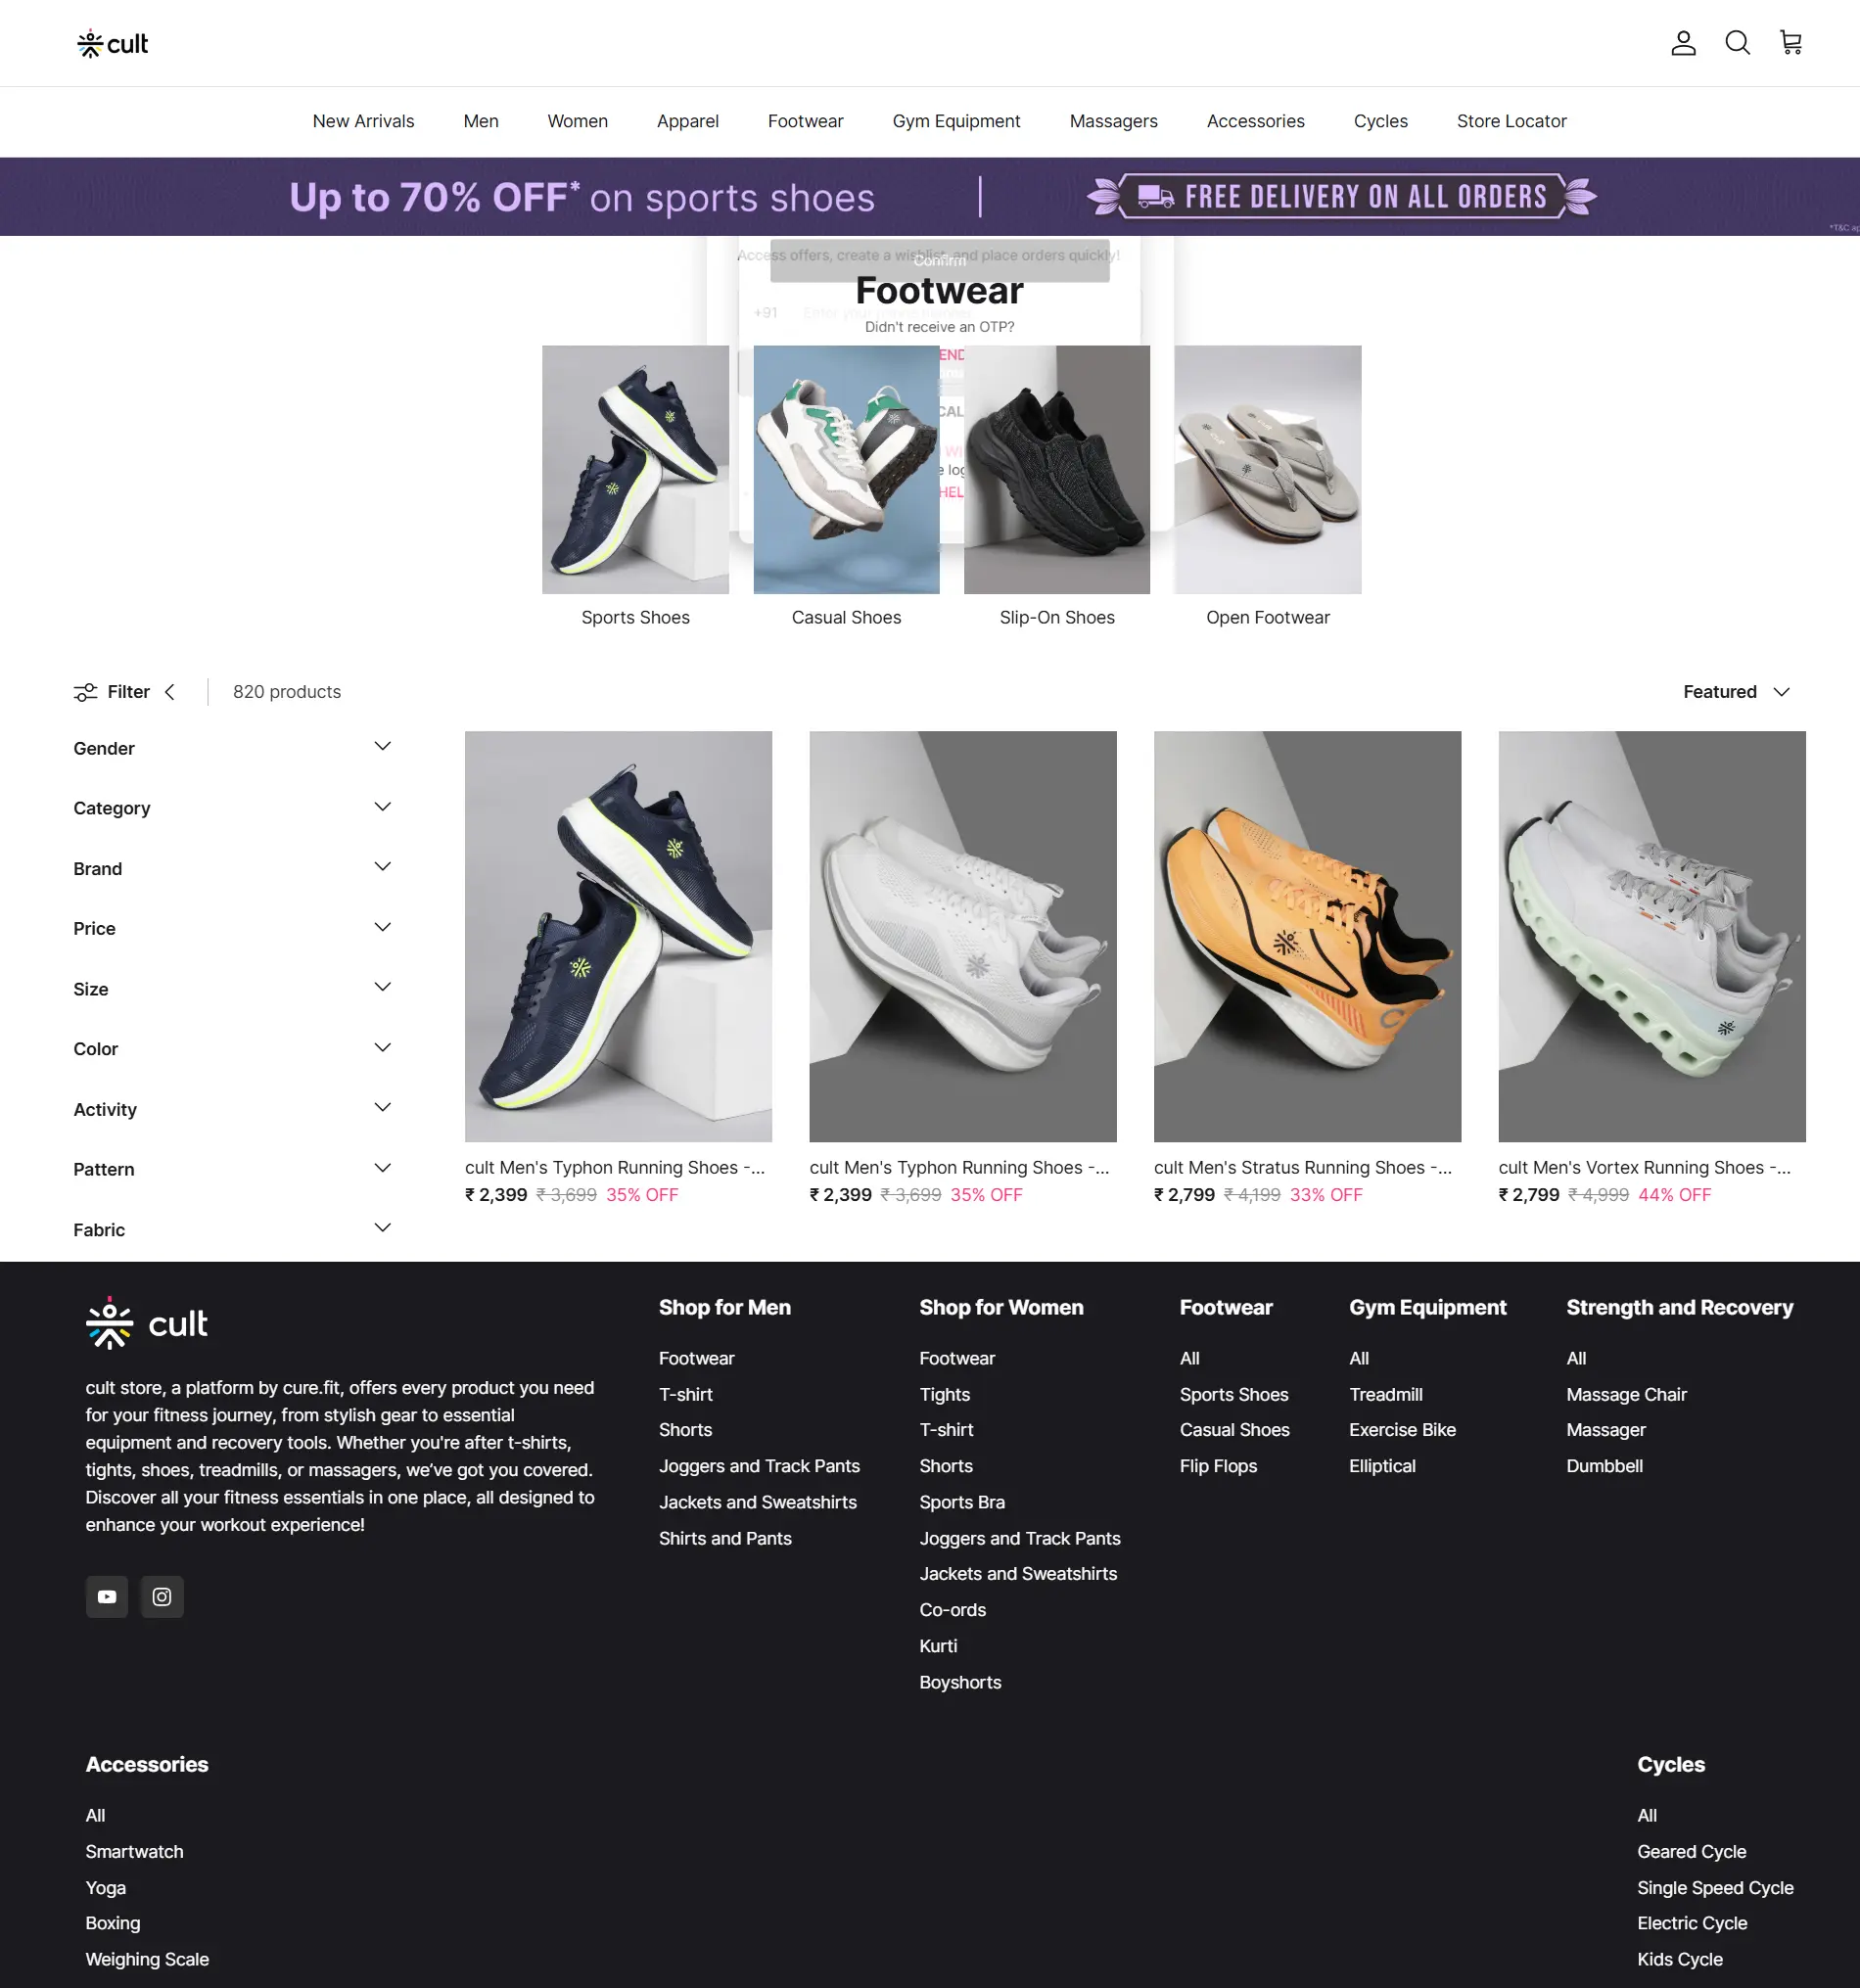 cult
New Arrivals Men Women Apparel Footwear Gym Equipment Massagers Accessories Cycles Store Locator
Up to 70% OFF* on sports shoes
FREE DELIVERY ON ALL ORDERS
Access offers, create a wishlist, and place orders quickly!
Confirm
Footwear
+91
Didn't receive an OTP?
Sports Shoes
Casual Shoes
Slip-On Shoes
Open Footwear
Filter
820 products
Featured
Gender
Category
Brand
Price
Size
Color
Activity
Pattern
Fabric
cult Men's Typhon Running Shoes -...
₹ 2,399 ₹ 3,699 35% OFF
cult Men's Typhon Running Shoes -...
₹ 2,399 ₹ 3,699 35% OFF
cult Men's Stratus Running Shoes -...
₹ 2,799 ₹ 4,199 33% OFF
cult Men's Vortex Running Shoes -...
₹ 2,799 ₹ 4,999 44% OFF
cult
cult store, a platform by cure.fit, offers every product you need
for your fitness journey, from stylish gear to essential
equipment and recovery tools. Whether you're after t-shirts,
tights, shoes, treadmills, or massagers, we’ve got you covered.
Discover all your fitness essentials in one place, all designed to
enhance your workout experience!
Shop for Men
Footwear
T-shirt
Shorts
Joggers and Track Pants
Jackets and Sweatshirts
Shirts and Pants
Shop for Women
Footwear
Tights
T-shirt
Shorts
Sports Bra
Joggers and Track Pants
Jackets and Sweatshirts
Co-ords
Kurti
Boyshorts
Footwear
All
Sports Shoes
Casual Shoes
Flip Flops
Gym Equipment
All
Treadmill
Exercise Bike
Elliptical
Strength and Recovery
All
Massage Chair
Massager
Dumbbell
Accessories
All
Smartwatch
Yoga
Boxing
Weighing Scale
Cycles
All
Geared Cycle
Single Speed Cycle
Electric Cycle
Kids Cycle